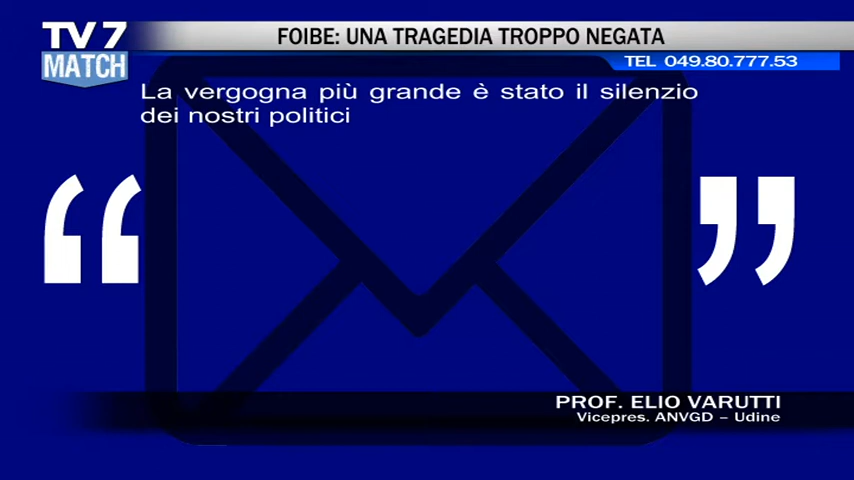 TV7
MATCH
FOIBE: UNA TRAGEDIA TROPPO NEGATA
TEL 049.80.777.53
La vergogna più grande è stato il silenzio
dei nostri politici
“ ”
PROF. ELIO VARUTTI
Vicepres. ANVGD – Udine